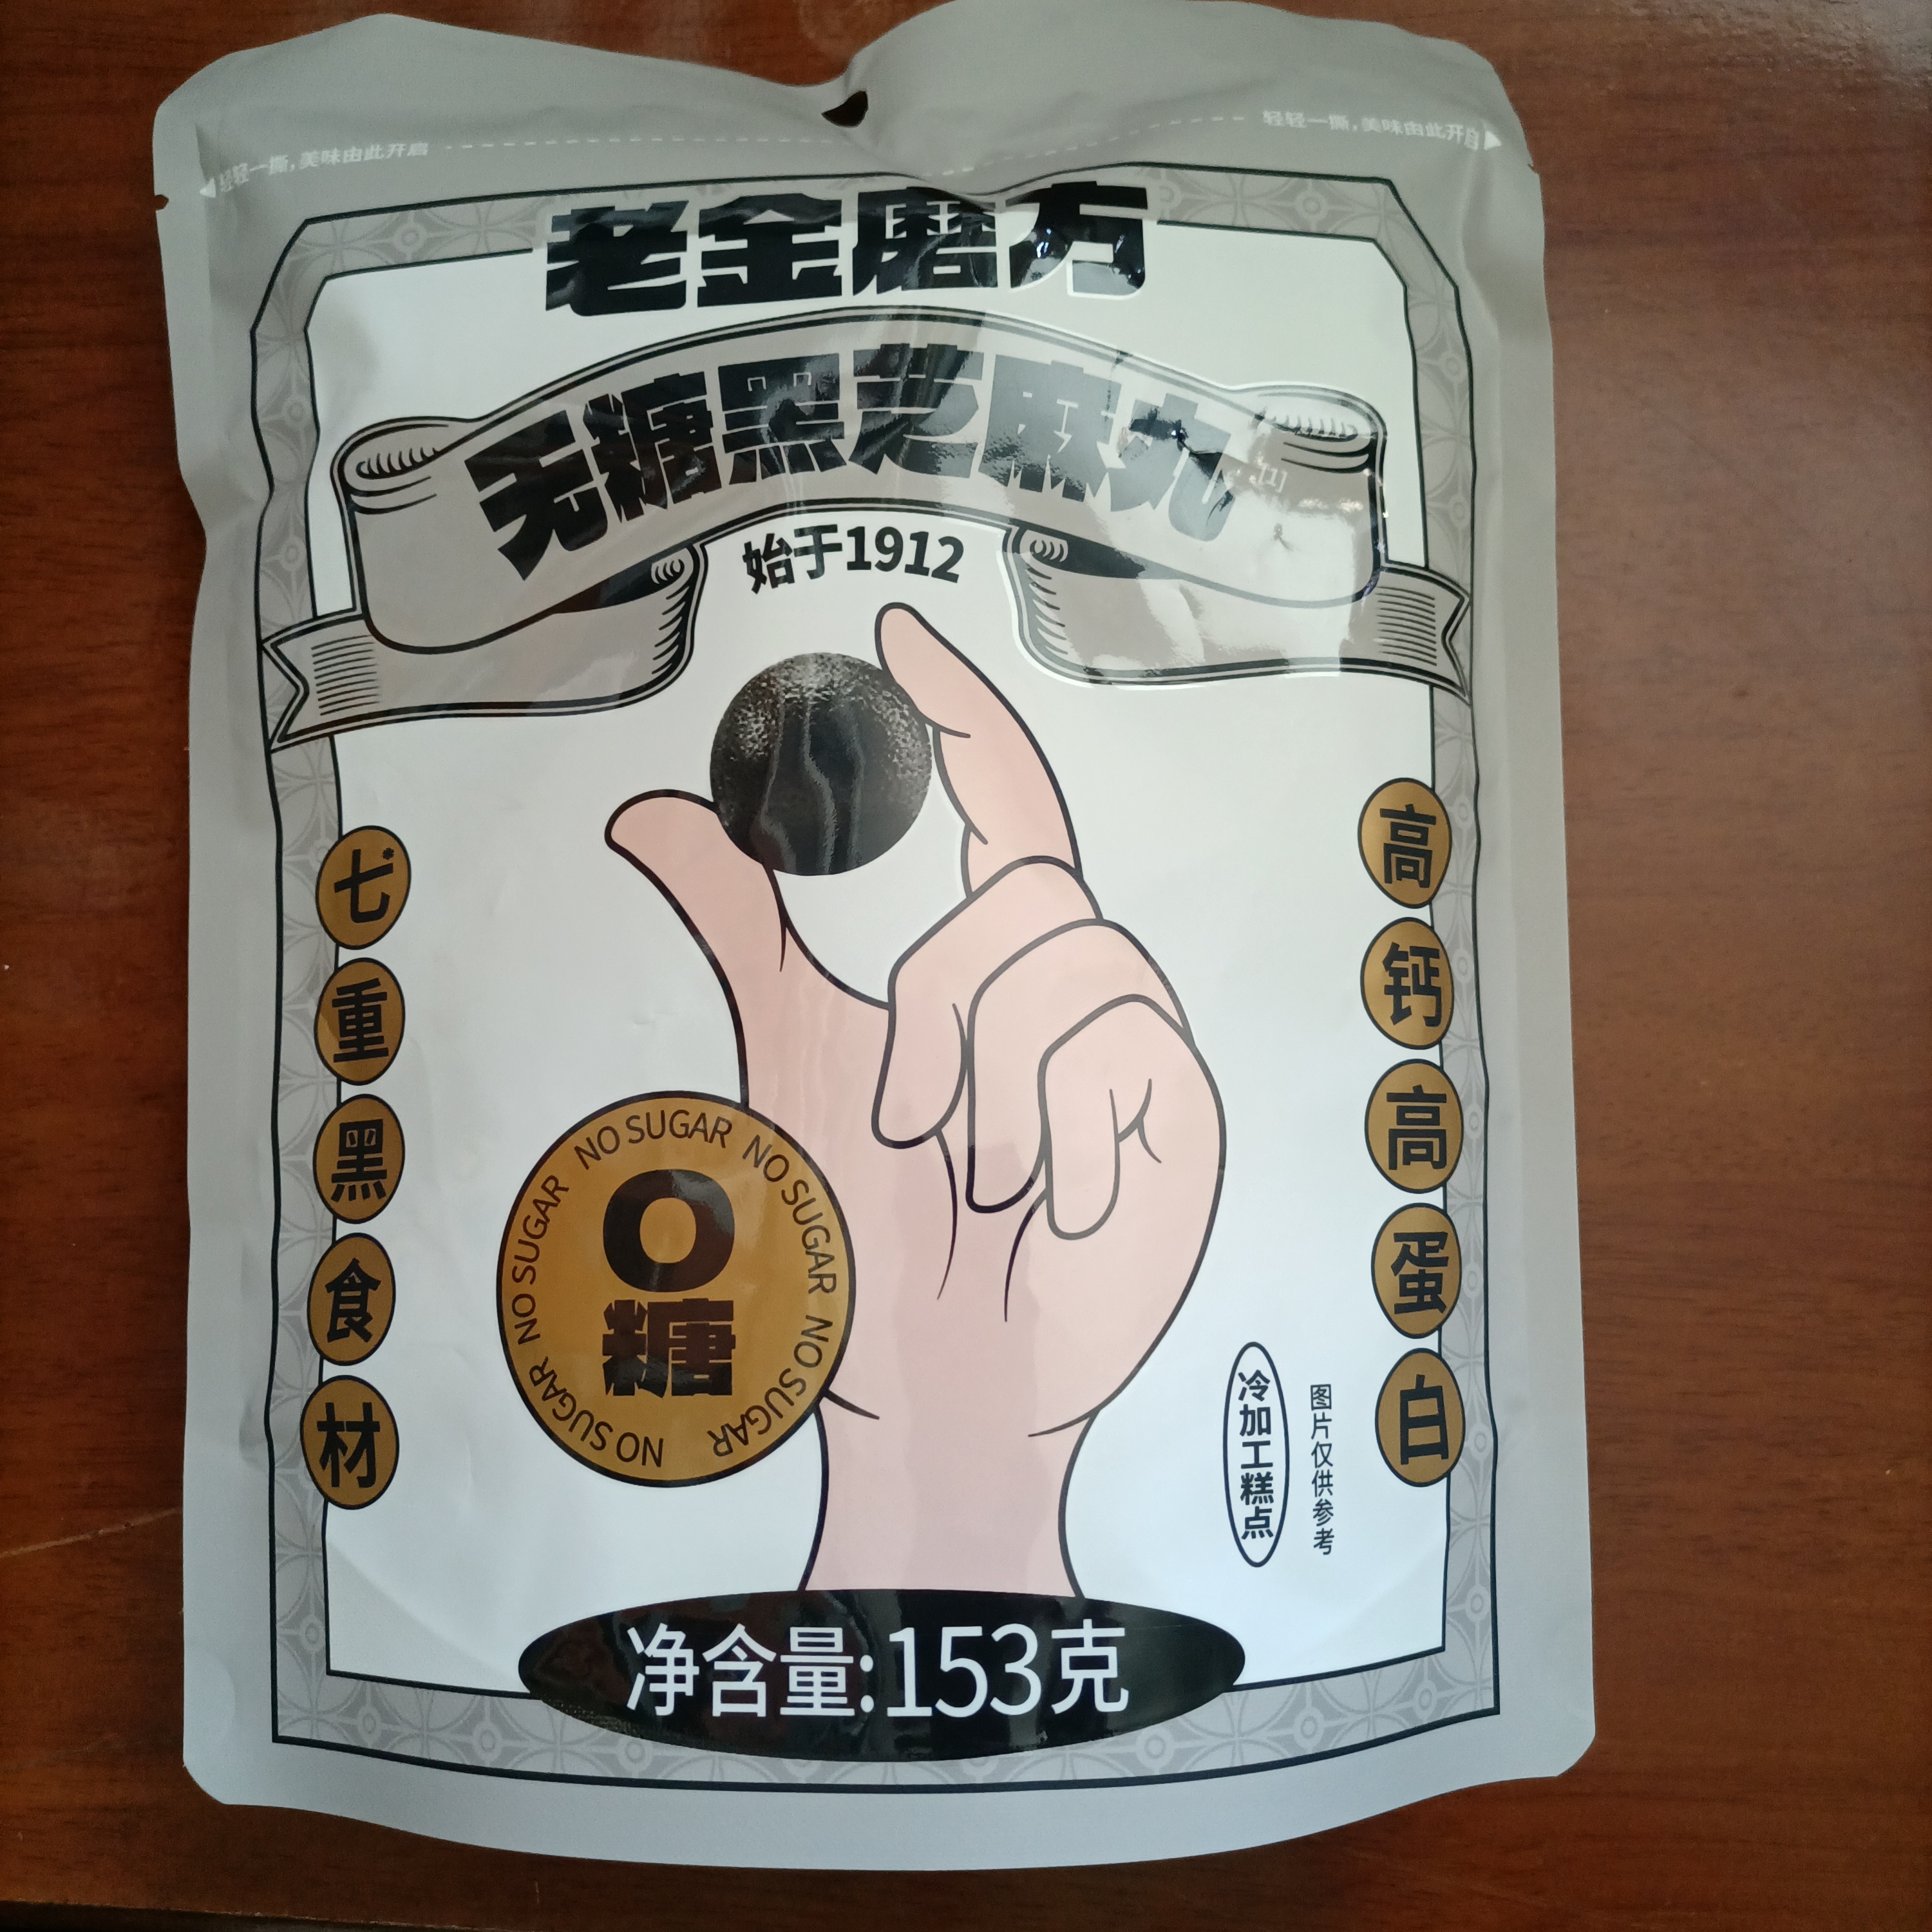 轻轻一撕，美味由此开启
轻轻一撕，美味由此开启
老金磨方
无糖黑芝麻丸[1]
始于1912
七*重黑食材
高钙高蛋白
NO SUGAR NO SUGAR NO SUGAR NO SUGAR NO SUGAR
0
糖
冷加工糕点
图片仅供参考
净含量:153克